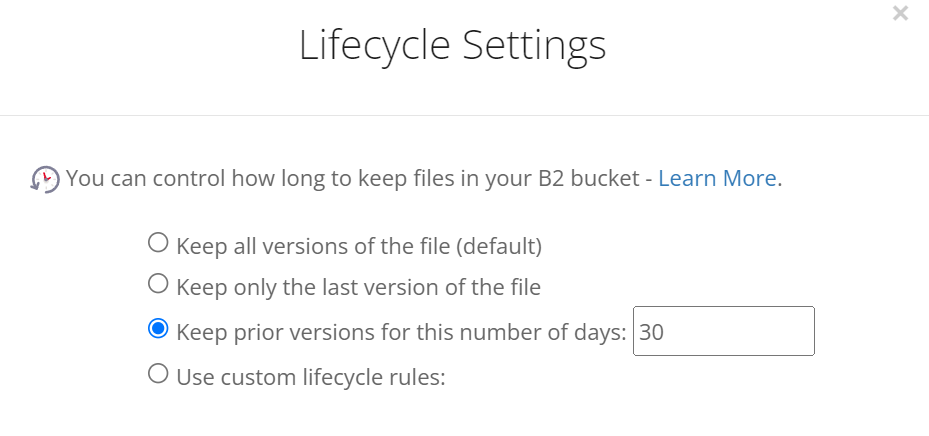 Lifecycle Settings
You can control how long to keep files in your B2 bucket - Learn More.
Keep all versions of the file (default)
Keep only the last version of the file
Keep prior versions for this number of days: 30
Use custom lifecycle rules: